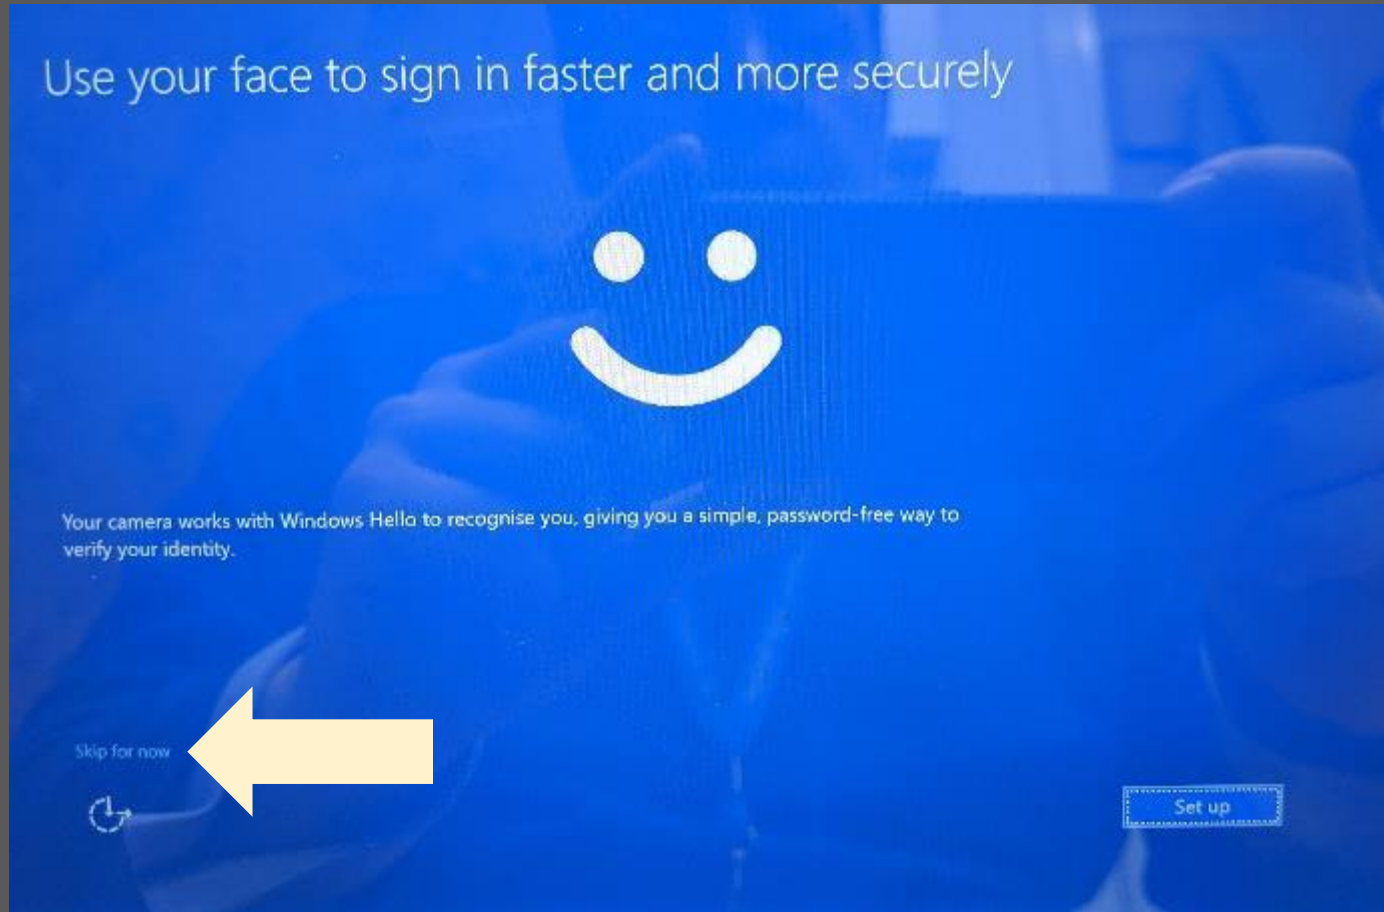 Use your face to sign in faster and more securely
Your camera works with Windows Hello to recognise you, giving you a simple, password-free way to
verify your identity.
Skip for now
Set up